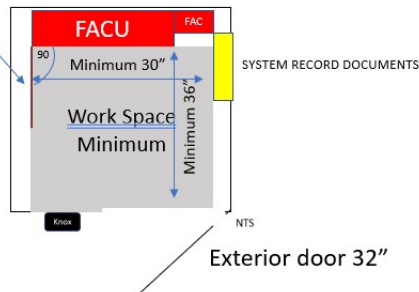 FACU
FAC
90
Minimum 30”
SYSTEM RECORD DOCUMENTS
Work Space
Minimum
Minimum 36”
Knox
NTS
Exterior door 32”